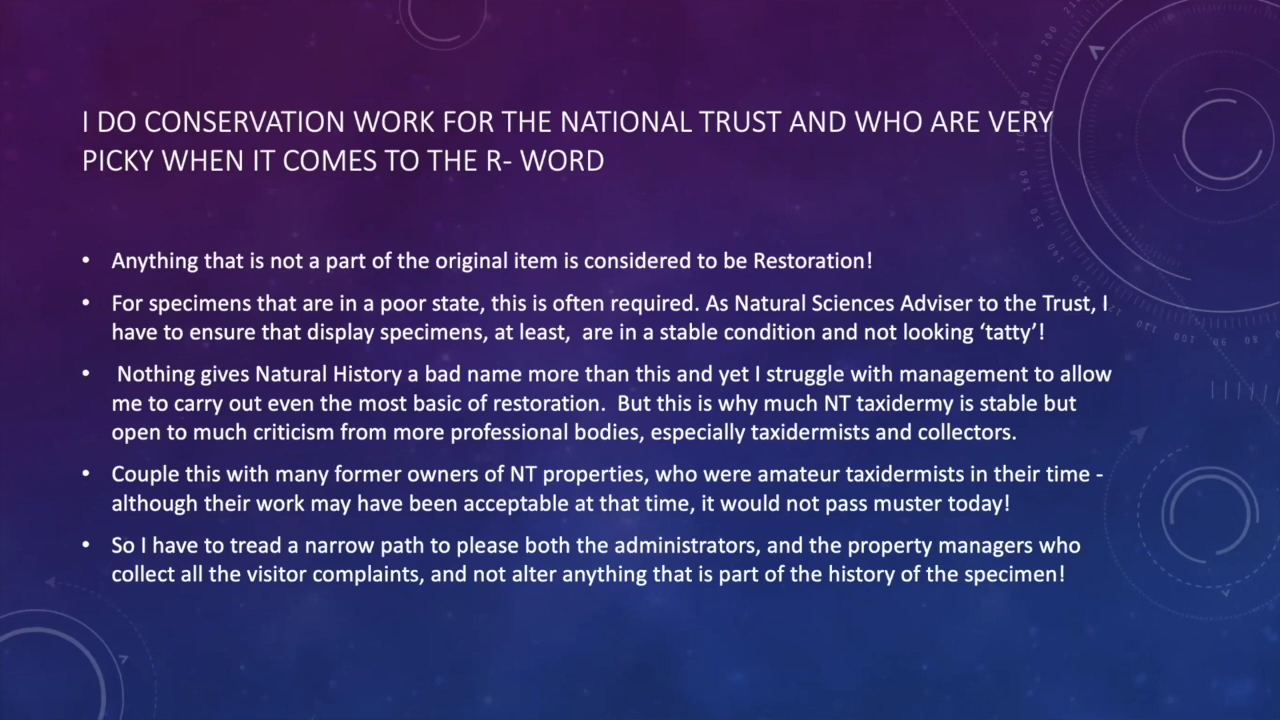 I DO CONSERVATION WORK FOR THE NATIONAL TRUST AND WHO ARE VERY
PICKY WHEN IT COMES TO THE R- WORD
• Anything that is not a part of the original item is considered to be Restoration!
• For specimens that are in a poor state, this is often required. As Natural Sciences Adviser to the Trust, I
have to ensure that display specimens, at least,  are in a stable condition and not looking ‘tatty’!
•  Nothing gives Natural History a bad name more than this and yet I struggle with management to allow
me to carry out even the most basic of restoration.  But this is why much NT taxidermy is stable but
open to much criticism from more professional bodies, especially taxidermists and collectors.
• Couple this with many former owners of NT properties, who were amateur taxidermists in their time -
although their work may have been acceptable at that time, it would not pass muster today!
• So I have to tread a narrow path to please both the administrators, and the property managers who
collect all the visitor complaints, and not alter anything that is part of the history of the specimen!